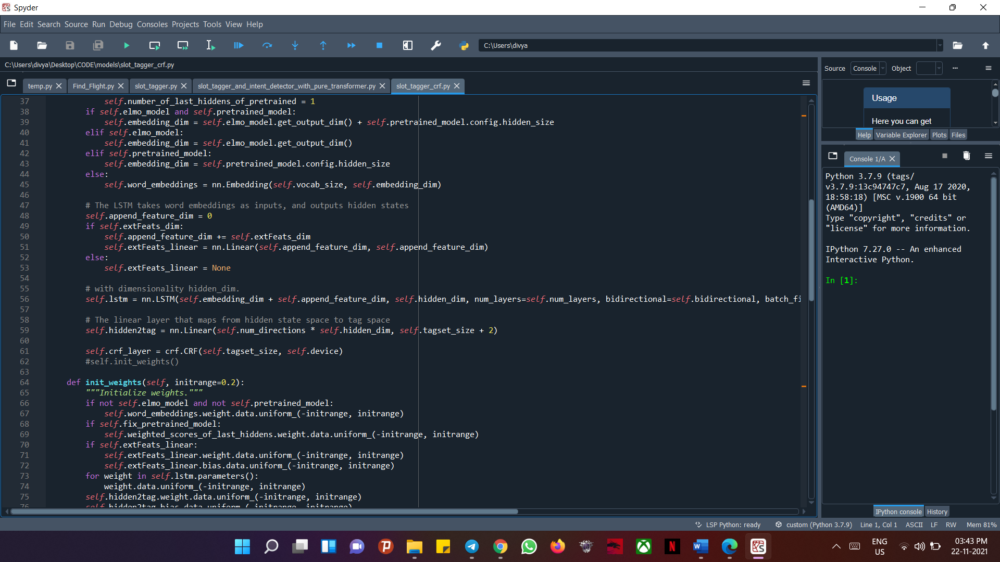 Spyder
File Edit Search Source Run Debug Consoles Projects Tools View Help
C:\Users\divya
C:\Users\divya\Desktop\CODE\models\slot_tagger_crf.py
temp.py Find_Flight.py slot_tagger.py slot_tagger_and_intent_detector_with_pure_transformer.py slot_tagger_crf.py
37 self.number_of_last_hiddens_of_pretrained = 1
38 if self.elmo_model and self.pretrained_model:
39 self.embedding_dim = self.elmo_model.get_output_dim() + self.pretrained_model.config.hidden_size
40 elif self.elmo_model:
41 self.embedding_dim = self.elmo_model.get_output_dim()
42 elif self.pretrained_model:
43 self.embedding_dim = self.pretrained_model.config.hidden_size
44 else:
45 self.word_embeddings = nn.Embedding(self.vocab_size, self.embedding_dim)
46
47 # The LSTM takes word embeddings as inputs, and outputs hidden states
48 self.append_feature_dim = 0
49 if self.extFeats_dim:
50 self.append_feature_dim += self.extFeats_dim
51 self.extFeats_linear = nn.Linear(self.append_feature_dim, self.append_feature_dim)
52 else:
53 self.extFeats_linear = None
54
55 # with dimensionality hidden_dim.
56 self.lstm = nn.LSTM(self.embedding_dim + self.append_feature_dim, self.hidden_dim, num_layers=self.num_layers, bidirectional=self.bidirectional, batch_fi
57
58 # The linear layer that maps from hidden state space to tag space
59 self.hidden2tag = nn.Linear(self.num_directions * self.hidden_dim, self.tagset_size + 2)
60
61 self.crf_layer = crf.CRF(self.tagset_size, self.device)
62 #self.init_weights()
63
64 def init_weights(self, initrange=0.2):
65 """Initialize weights."""
66 if not self.elmo_model and not self.pretrained_model:
67 self.word_embeddings.weight.data.uniform_(-initrange, initrange)
68 if self.fix_pretrained_model:
69 self.weighted_scores_of_last_hiddens.weight.data.uniform_(-initrange, initrange)
70 if self.extFeats_linear:
71 self.extFeats_linear.weight.data.uniform_(-initrange, initrange)
72 self.extFeats_linear.bias.data.uniform_(-initrange, initrange)
73 for weight in self.lstm.parameters():
74 weight.data.uniform_(-initrange, initrange)
75 self.hidden2tag.weight.data.uniform_(-initrange, initrange)
76 self.hidden2tag.bias.data.uniform_(-initrange, initrange)
Source Console Object
Usage
Here you can get
Help Variable Explorer Plots Files
Console 1/A
Python 3.7.9 (tags/
v3.7.9:13c94747c7, Aug 17 2020,
18:58:18) [MSC v.1900 64 bit
(AMD64)]
Type "copyright", "credits" or
"license" for more information.
IPython 7.27.0 -- An enhanced
Interactive Python.
In [1]:
IPython console History
LSP Python: ready custom (Python 3.7.9) Line 1, Col 1 ASCII LF RW Mem 81%
ENG
US
03:43 PM
22-11-2021